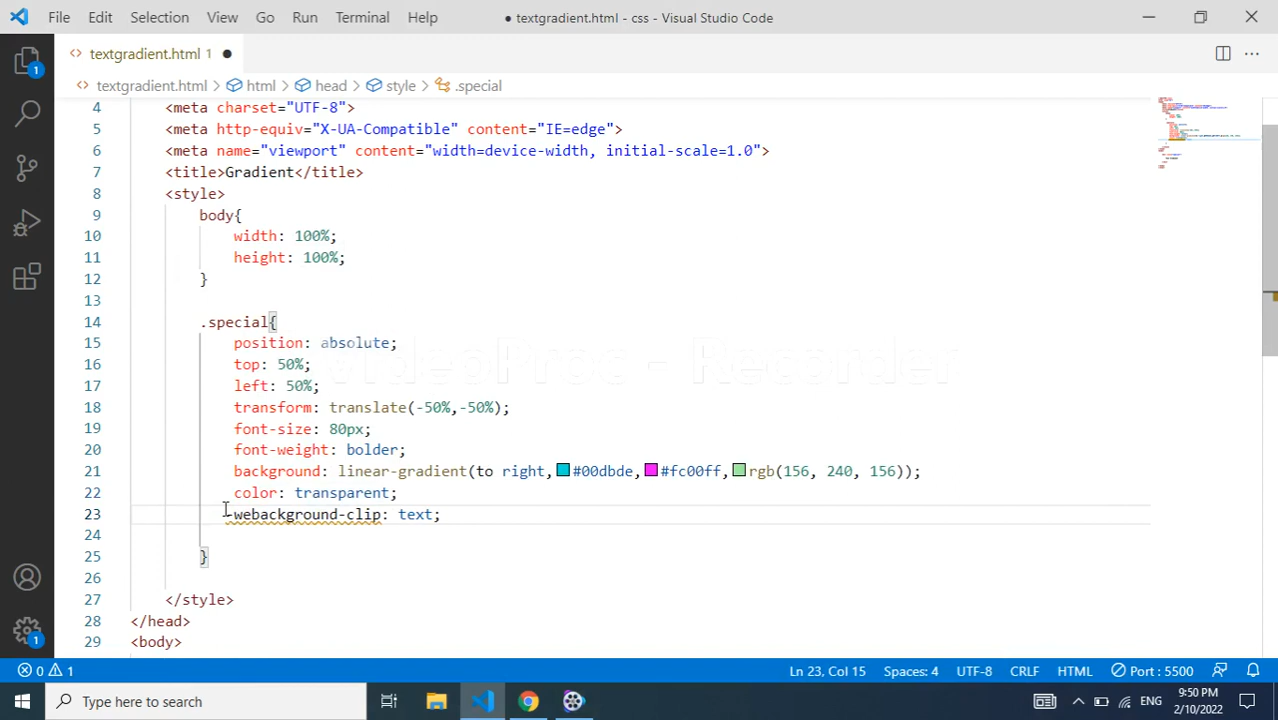 File Edit Selection View Go Run Terminal Help ● textgradient.html - css - Visual Studio Code
<> textgradient.html 1 ●
<> textgradient.html > html > head > style > .special
4 <meta charset="UTF-8">
5 <meta http-equiv="X-UA-Compatible" content="IE=edge">
6 <meta name="viewport" content="width=device-width, initial-scale=1.0">
7 <title>Gradient</title>
8 <style>
9 body{
10 width: 100%;
11 height: 100%;
12 }
13
14 .special{
15 position: absolute;
16 top: 50%;
17 left: 50%;
18 transform: translate(-50%,-50%);
19 font-size: 80px;
20 font-weight: bolder;
21 background: linear-gradient(to right,#00dbde,#fc00ff,rgb(156, 240, 156));
22 color: transparent;
23 -webackground-clip: text;
24
25 }
26
27 </style>
28 </head>
29 <body>
VideoProc - Recorder
1
1
0 1 Ln 23, Col 15 Spaces: 4 UTF-8 CRLF HTML Port : 5500
Type here to search
ENG
9:50 PM
2/10/2022